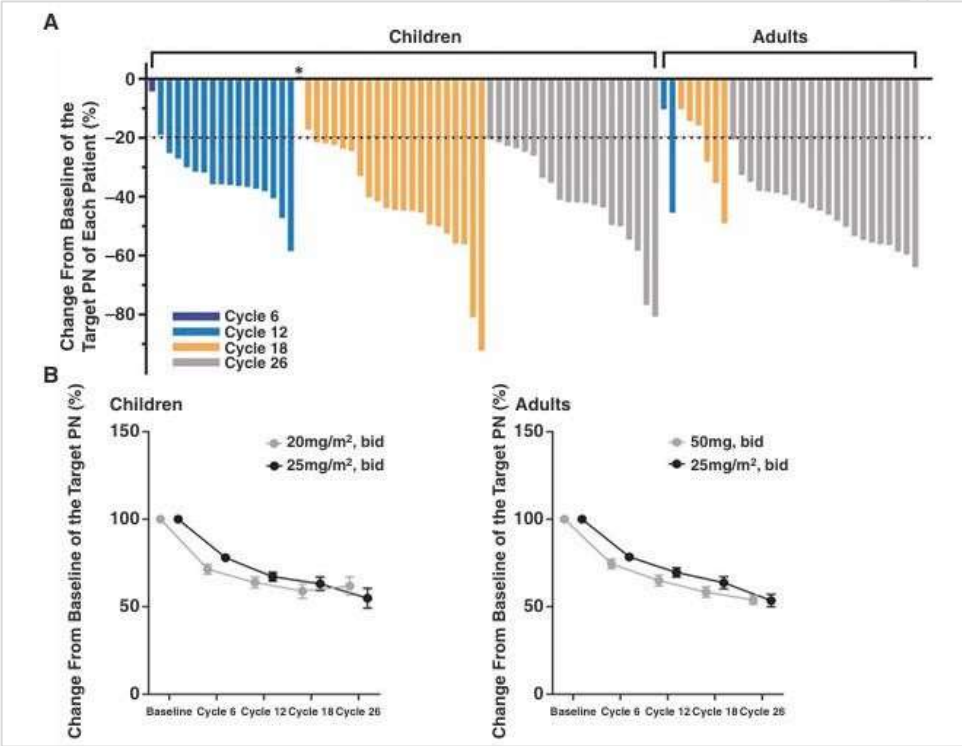 A
Children
Adults
*
0
–20
–40
–60
–80
Change From Baseline of the
Target PN of Each Patient (%)
Cycle 6
Cycle 12
Cycle 18
Cycle 26
B
Children
Change From Baseline of the Target PN (%)
150
100
50
0
20mg/m², bid
25mg/m², bid
Baseline Cycle 6 Cycle 12 Cycle 18 Cycle 26
Adults
Change From Baseline of the Target PN (%)
150
100
50
0
50mg, bid
25mg/m², bid
Baseline Cycle 6 Cycle 12 Cycle 18 Cycle 26